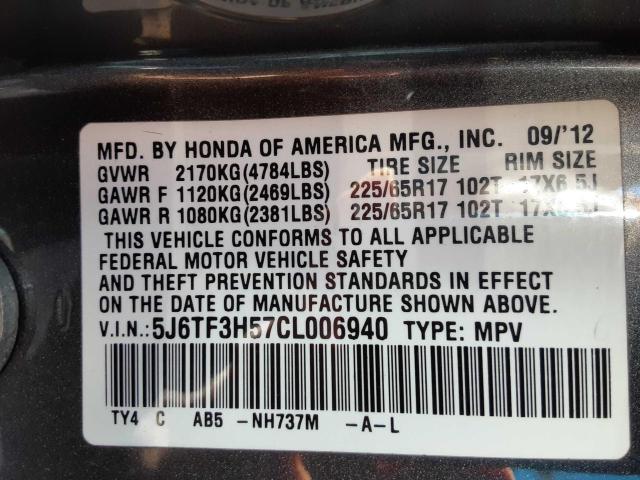 MFD. BY HONDA OF AMERICA MFG., INC. 09/'12
GVWR 2170KG(4784LBS) TIRE SIZE RIM SIZE
GAWR F 1120KG(2469LBS) 225/65R17 102T 17X6.5J
GAWR R 1080KG(2381LBS) 225/65R17 102T
THIS VEHICLE CONFORMS TO ALL APPLICABLE
FEDERAL MOTOR VEHICLE SAFETY
AND THEFT PREVENTION STANDARDS IN EFFECT
ON THE DATE OF MANUFACTURE SHOWN ABOVE.
V.I.N.:5J6TF3H57CL006940 TYPE: MPV
TY4 C AB5 -NH737M -A-L